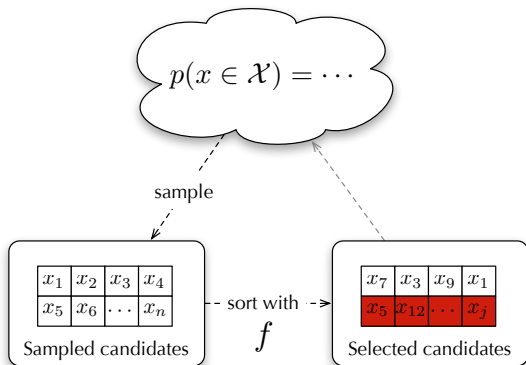 p(x ∈ 𝒳) = ⋯
sample
x₁ x₂ x₃ x₄
x₅ x₆ ⋯ xₙ
Sampled candidates
sort with
f
x₇ x₃ x₉ x₁
x₅ x₁₂ ⋯ xⱼ
Selected candidates